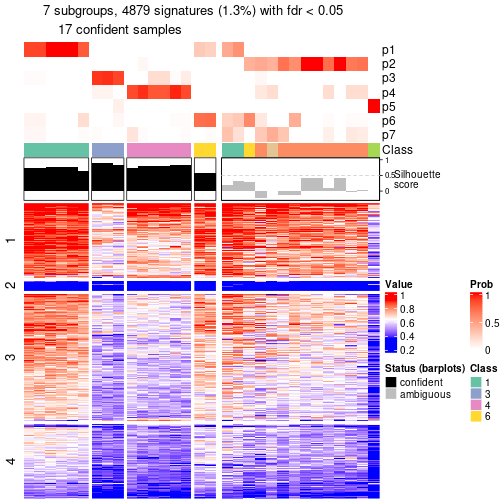 7 subgroups, 4879 signatures (1.3%) with fdr < 0.05
17 confident samples
p1
p2
p3
p4
p5
p6
p7
Class
1
0.5
0
Silhouette
score
1
2
3
4
Value
1
0.8
0.6
0.4
0.2
Prob
1
0.5
0
Status (barplots)
confident
ambiguous
Class
1
3
4
6